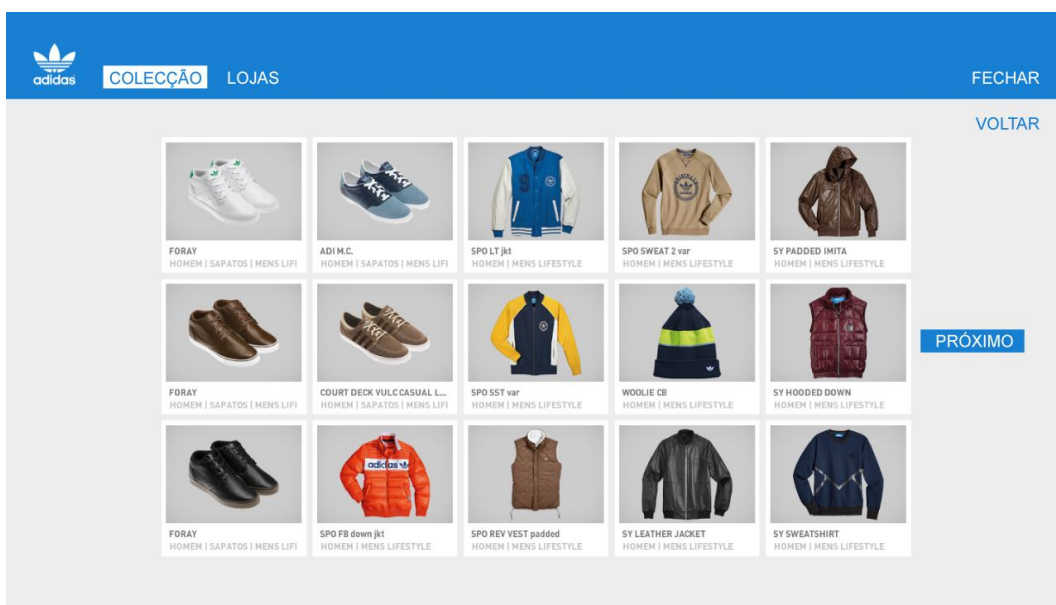 adidas
COLECÇÃO
LOJAS
FECHAR
VOLTAR
FORAY
HOMEM | SAPATOS | MENS LIFI
ADI M.C.
HOMEM | SAPATOS | MENS LIFI
SPO LT jkt
HOMEM | MENS LIFESTYLE
SPO SWEAT 2 var
HOMEM | MENS LIFESTYLE
SY PADDED IMITA
HOMEM | MENS LIFESTYLE
FORAY
HOMEM | SAPATOS | MENS LIFI
COURT DECK VULC CASUAL L...
HOMEM | SAPATOS | MENS LIFI
SPO SST var
HOMEM | MENS LIFESTYLE
WOOLIE CB
HOMEM | MENS LIFESTYLE
SY HOODED DOWN
HOMEM | MENS LIFESTYLE
PRÓXIMO
FORAY
HOMEM | SAPATOS | MENS LIFI
adidas
SPO FB down jkt
HOMEM | MENS LIFESTYLE
SPO REV VEST padded
HOMEM | MENS LIFESTYLE
SY LEATHER JACKET
HOMEM | MENS LIFESTYLE
SY SWEATSHIRT
HOMEM | MENS LIFESTYLE